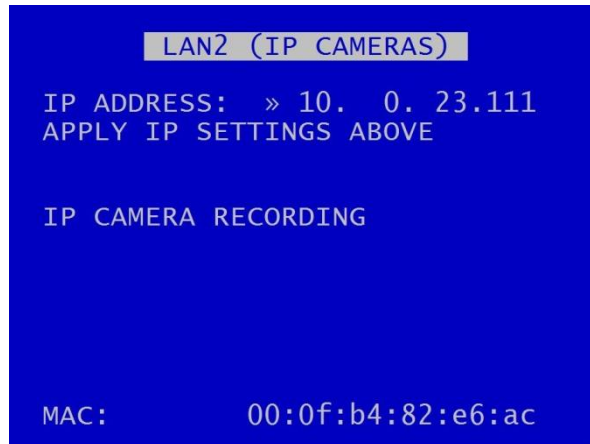 LAN2 (IP CAMERAS)
IP ADDRESS: » 10. 0. 23.111
APPLY IP SETTINGS ABOVE
IP CAMERA RECORDING
MAC: 00:0f:b4:82:e6:ac